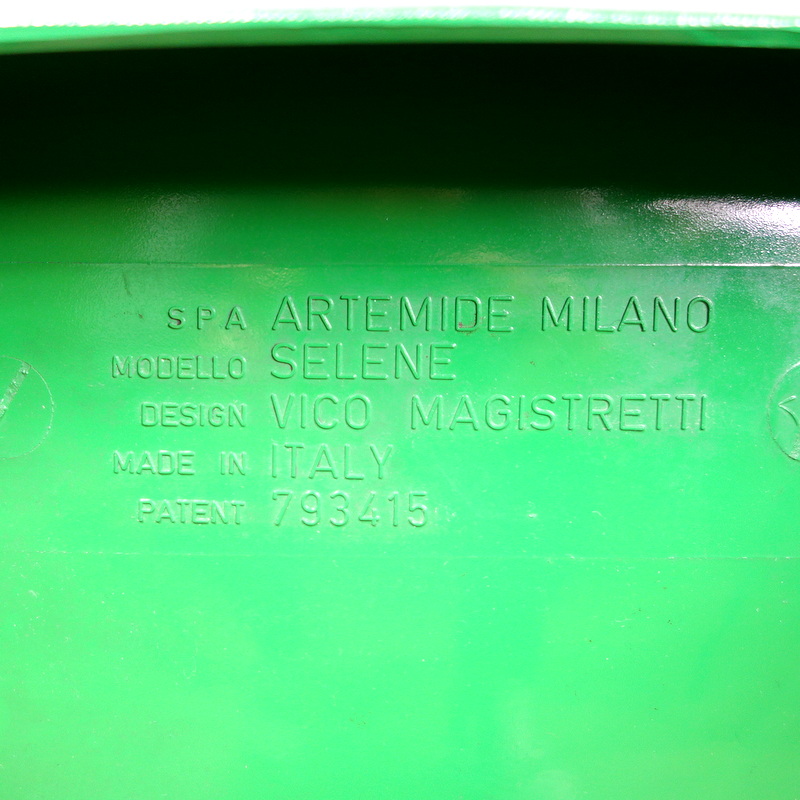 SPA ARTEMIDE MILANO
MODELLO SELENE
DESIGN VICO MAGISTRETTI
MADE IN ITALY
PATENT 793415